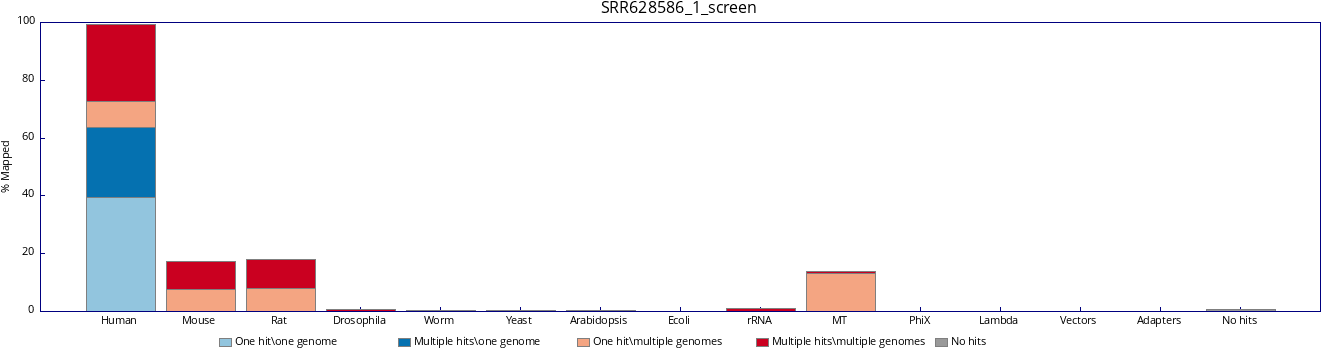 SRR628586_1_screen
% Mapped
100
80
60
40
20
0
Human Mouse Rat Drosophila Worm Yeast Arabidopsis Ecoli rRNA MT PhiX Lambda Vectors Adapters No hits
One hit\one genome Multiple hits\one genome One hit\multiple genomes Multiple hits\multiple genomes No hits